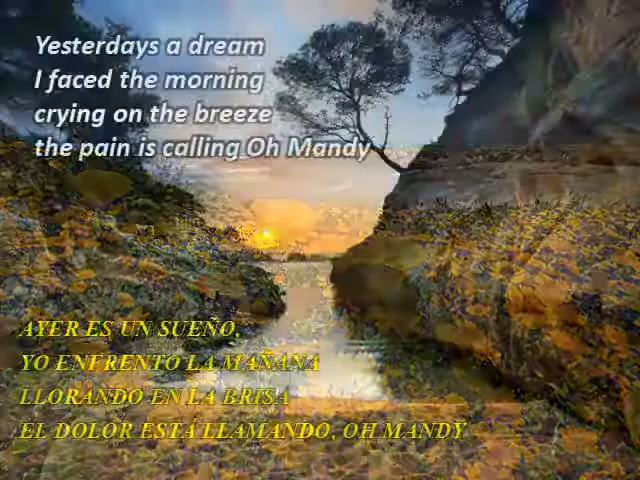 Yesterdays a dream
I faced the morning
crying on the breeze
the pain is calling Oh Mandy
AYER ES UN SUEÑO,
YO ENFRENTO LA MAÑANA
LLORANDO EN LA BRISA
EL DOLOR ESTÁ LLAMANDO, OH MANDY